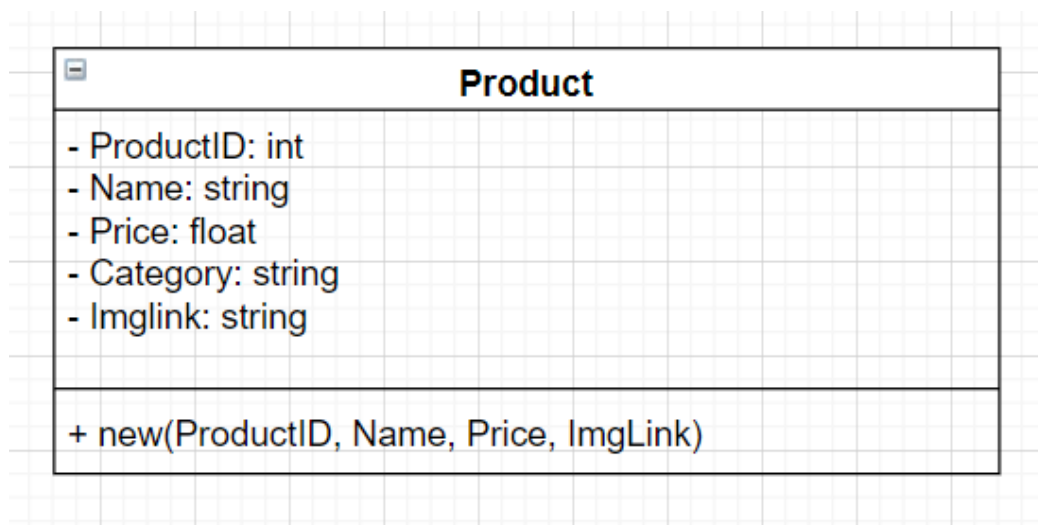 Product
- ProductID: int
- Name: string
- Price: float
- Category: string
- Imglink: string
+ new(ProductID, Name, Price, ImgLink)